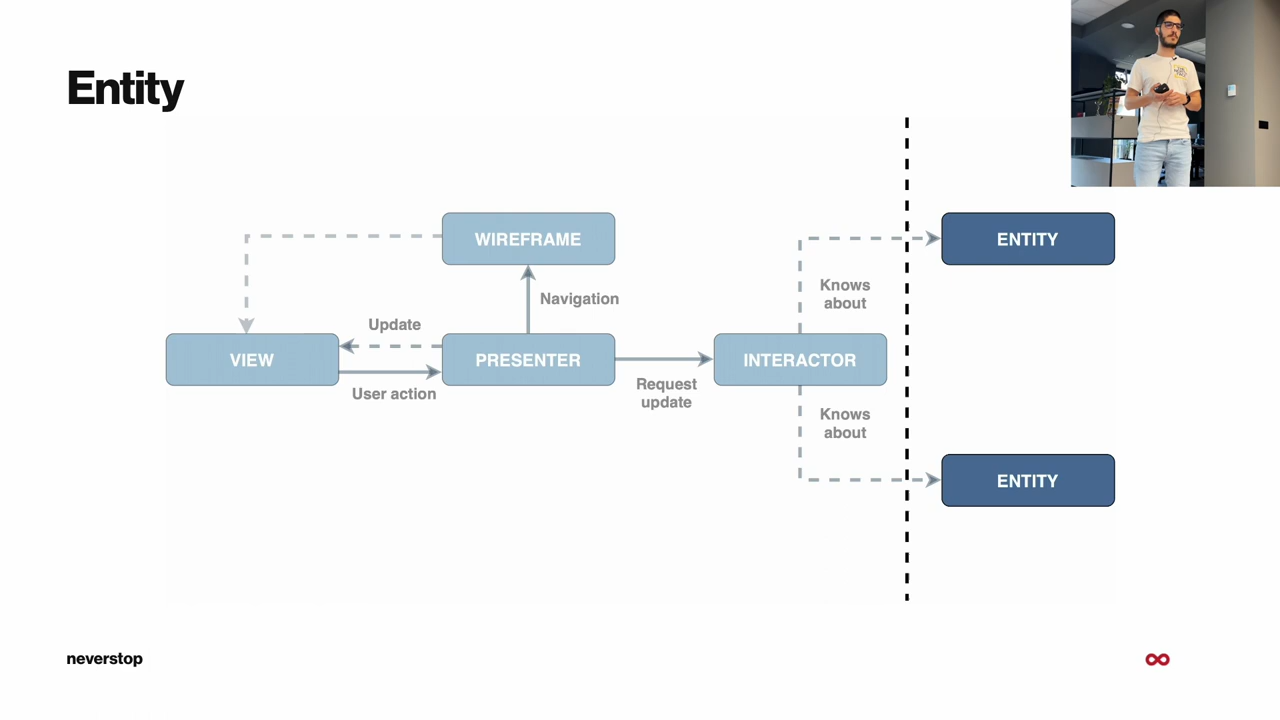 Entity
WIREFRAME
ENTITY
Knows
about
Navigation
Update
VIEW
PRESENTER
INTERACTOR
User action
Request
update
Knows
about
ENTITY
neverstop